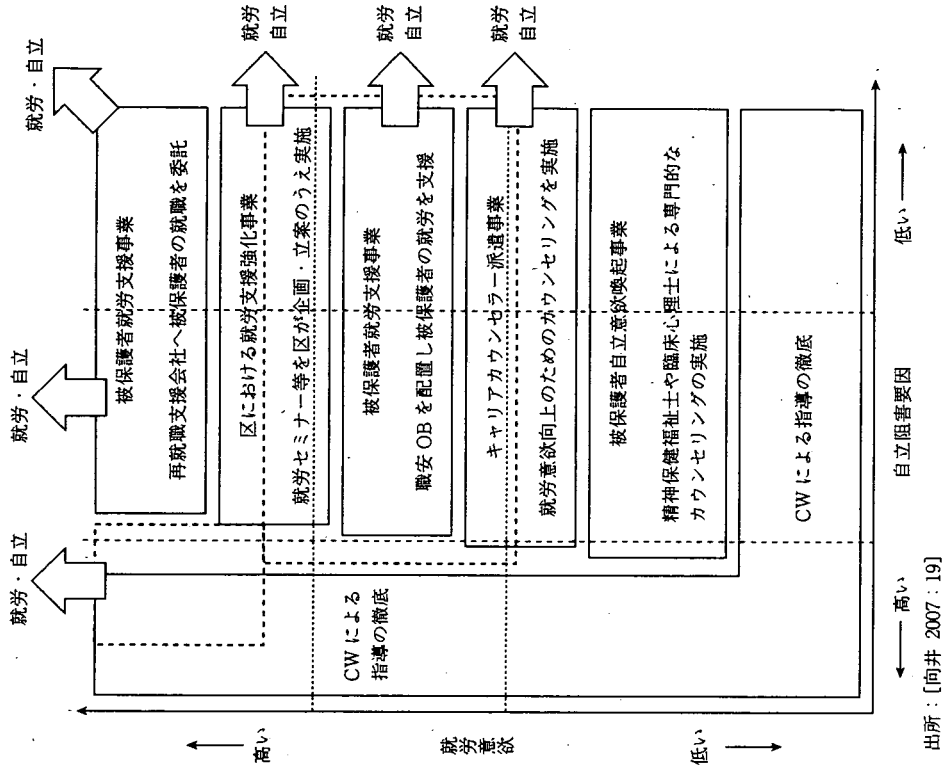 就労・自立
就労・自立
就労・自立
被保護者就労支援事業
再就職支援会社へ被保護者の就職を委託
就労
自立
区における就労支援強化事業
就労セミナー等を区が企画・立案のうえ実施
就労
自立
被保護者就労支援事業
職安OBを配置し被保護者の就労を支援
就労
自立
キャリアカウンセラー派遣事業
就労意欲向上のためのカウンセリングを実施
被保護者自立意欲喚起事業
精神保健福祉士や臨床心理士による専門的な
カウンセリングの実施
CWによる
指導の徹底
CWによる指導の徹底
高い
就労意欲
低い
高い
自立阻害要因
低い
出所：［向井 2007：19］